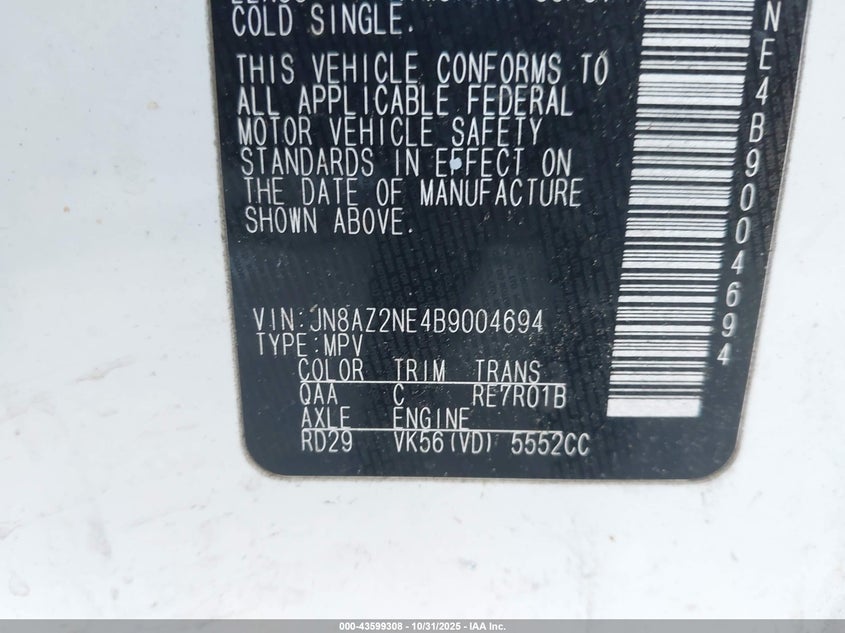 COLD SINGLE.
THIS VEHICLE CONFORMS TO
ALL APPLICABLE FEDERAL
MOTOR VEHICLE SAFETY
STANDARDS IN EFFECT ON
THE DATE OF MANUFACTURE
SHOWN ABOVE.
VIN:JN8AZ2NE4B9004694
TYPE:MPV
COLOR TRIM TRANS
QAA C RE7R01B
AXLE ENGINE
RD29 VK56(VD) 5552CC
NE4B9004694
000-43599308 - 10/31/2025 - IAA Inc.